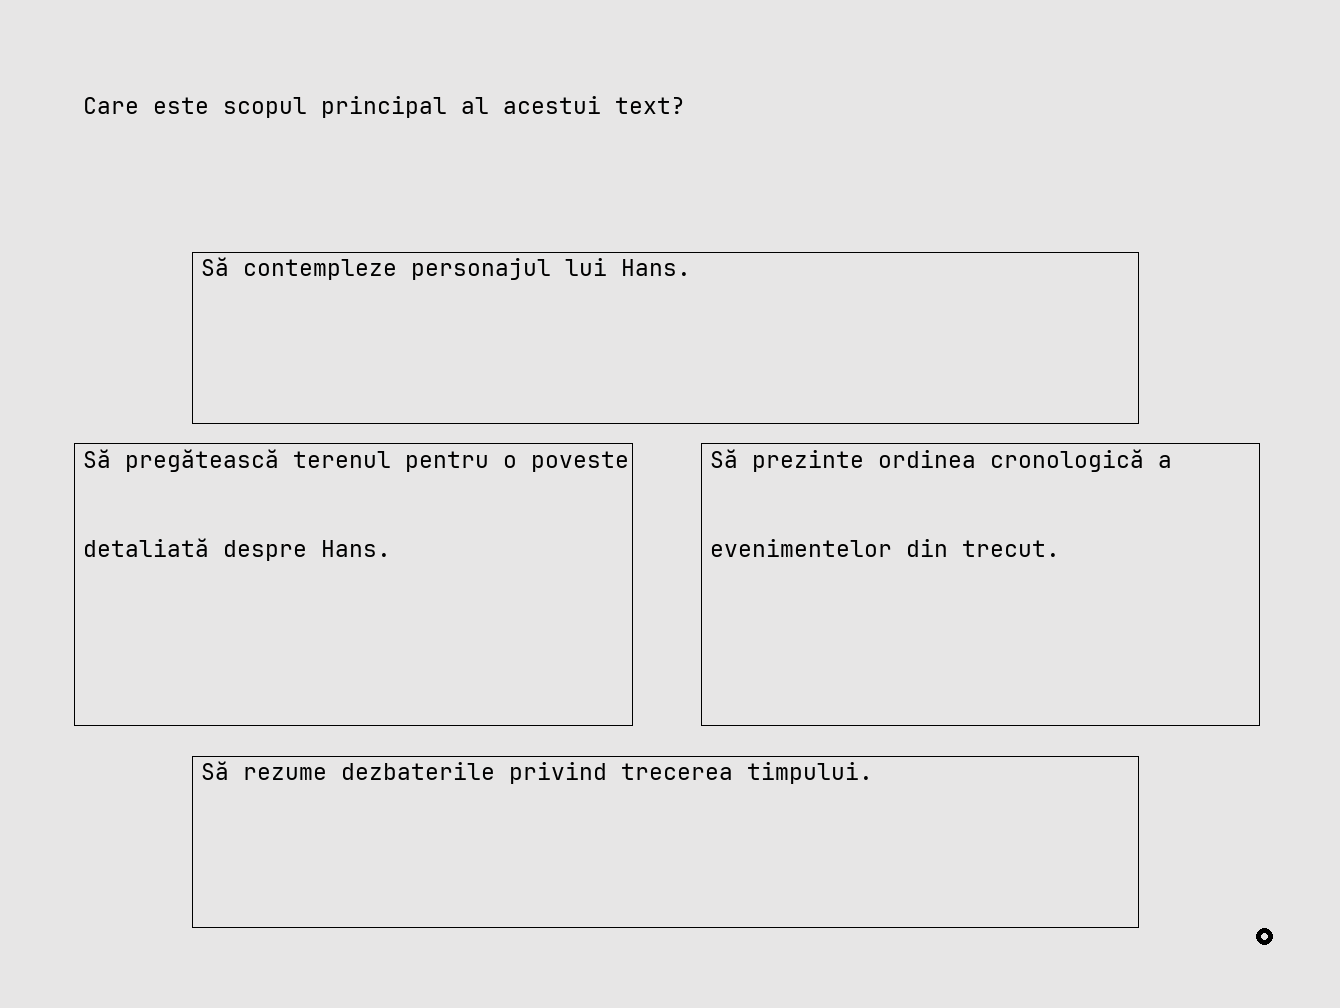 Care este scopul principal al acestui text?
Să contempleze personajul lui Hans.
Să pregătească terenul pentru o poveste
detaliată despre Hans.
Să prezinte ordinea cronologică a
evenimentelor din trecut.
Să rezume dezbaterile privind trecerea timpului.